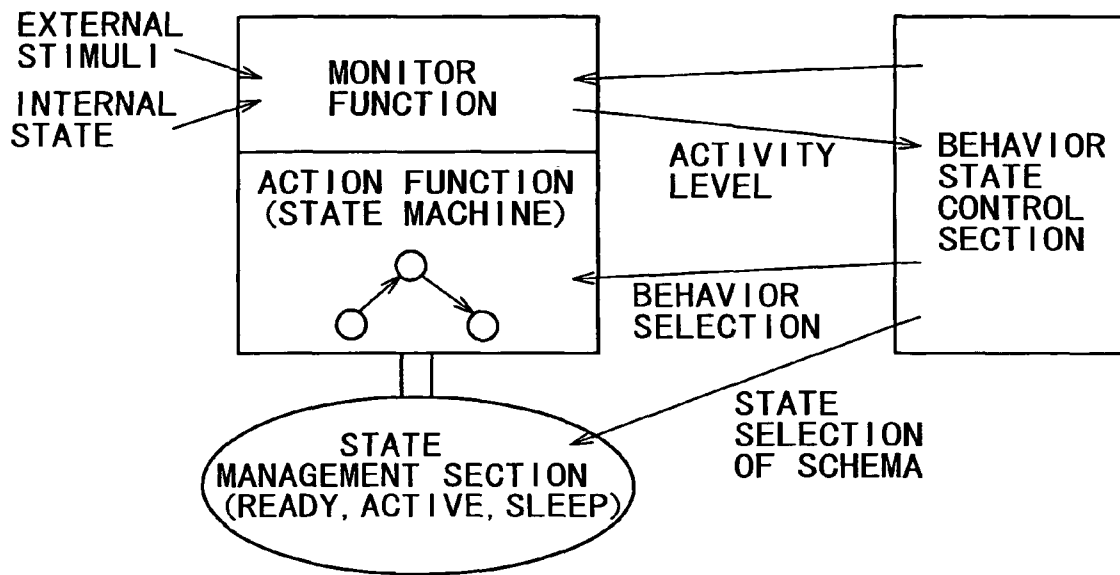 EXTERNAL
STIMULI
INTERNAL
STATE
MONITOR
FUNCTION
ACTION FUNCTION
(STATE MACHINE)
ACTIVITY
LEVEL
BEHAVIOR
SELECTION
BEHAVIOR
STATE
CONTROL
SECTION
STATE
SELECTION
OF SCHEMA
STATE
MANAGEMENT SECTION
(READY, ACTIVE, SLEEP)